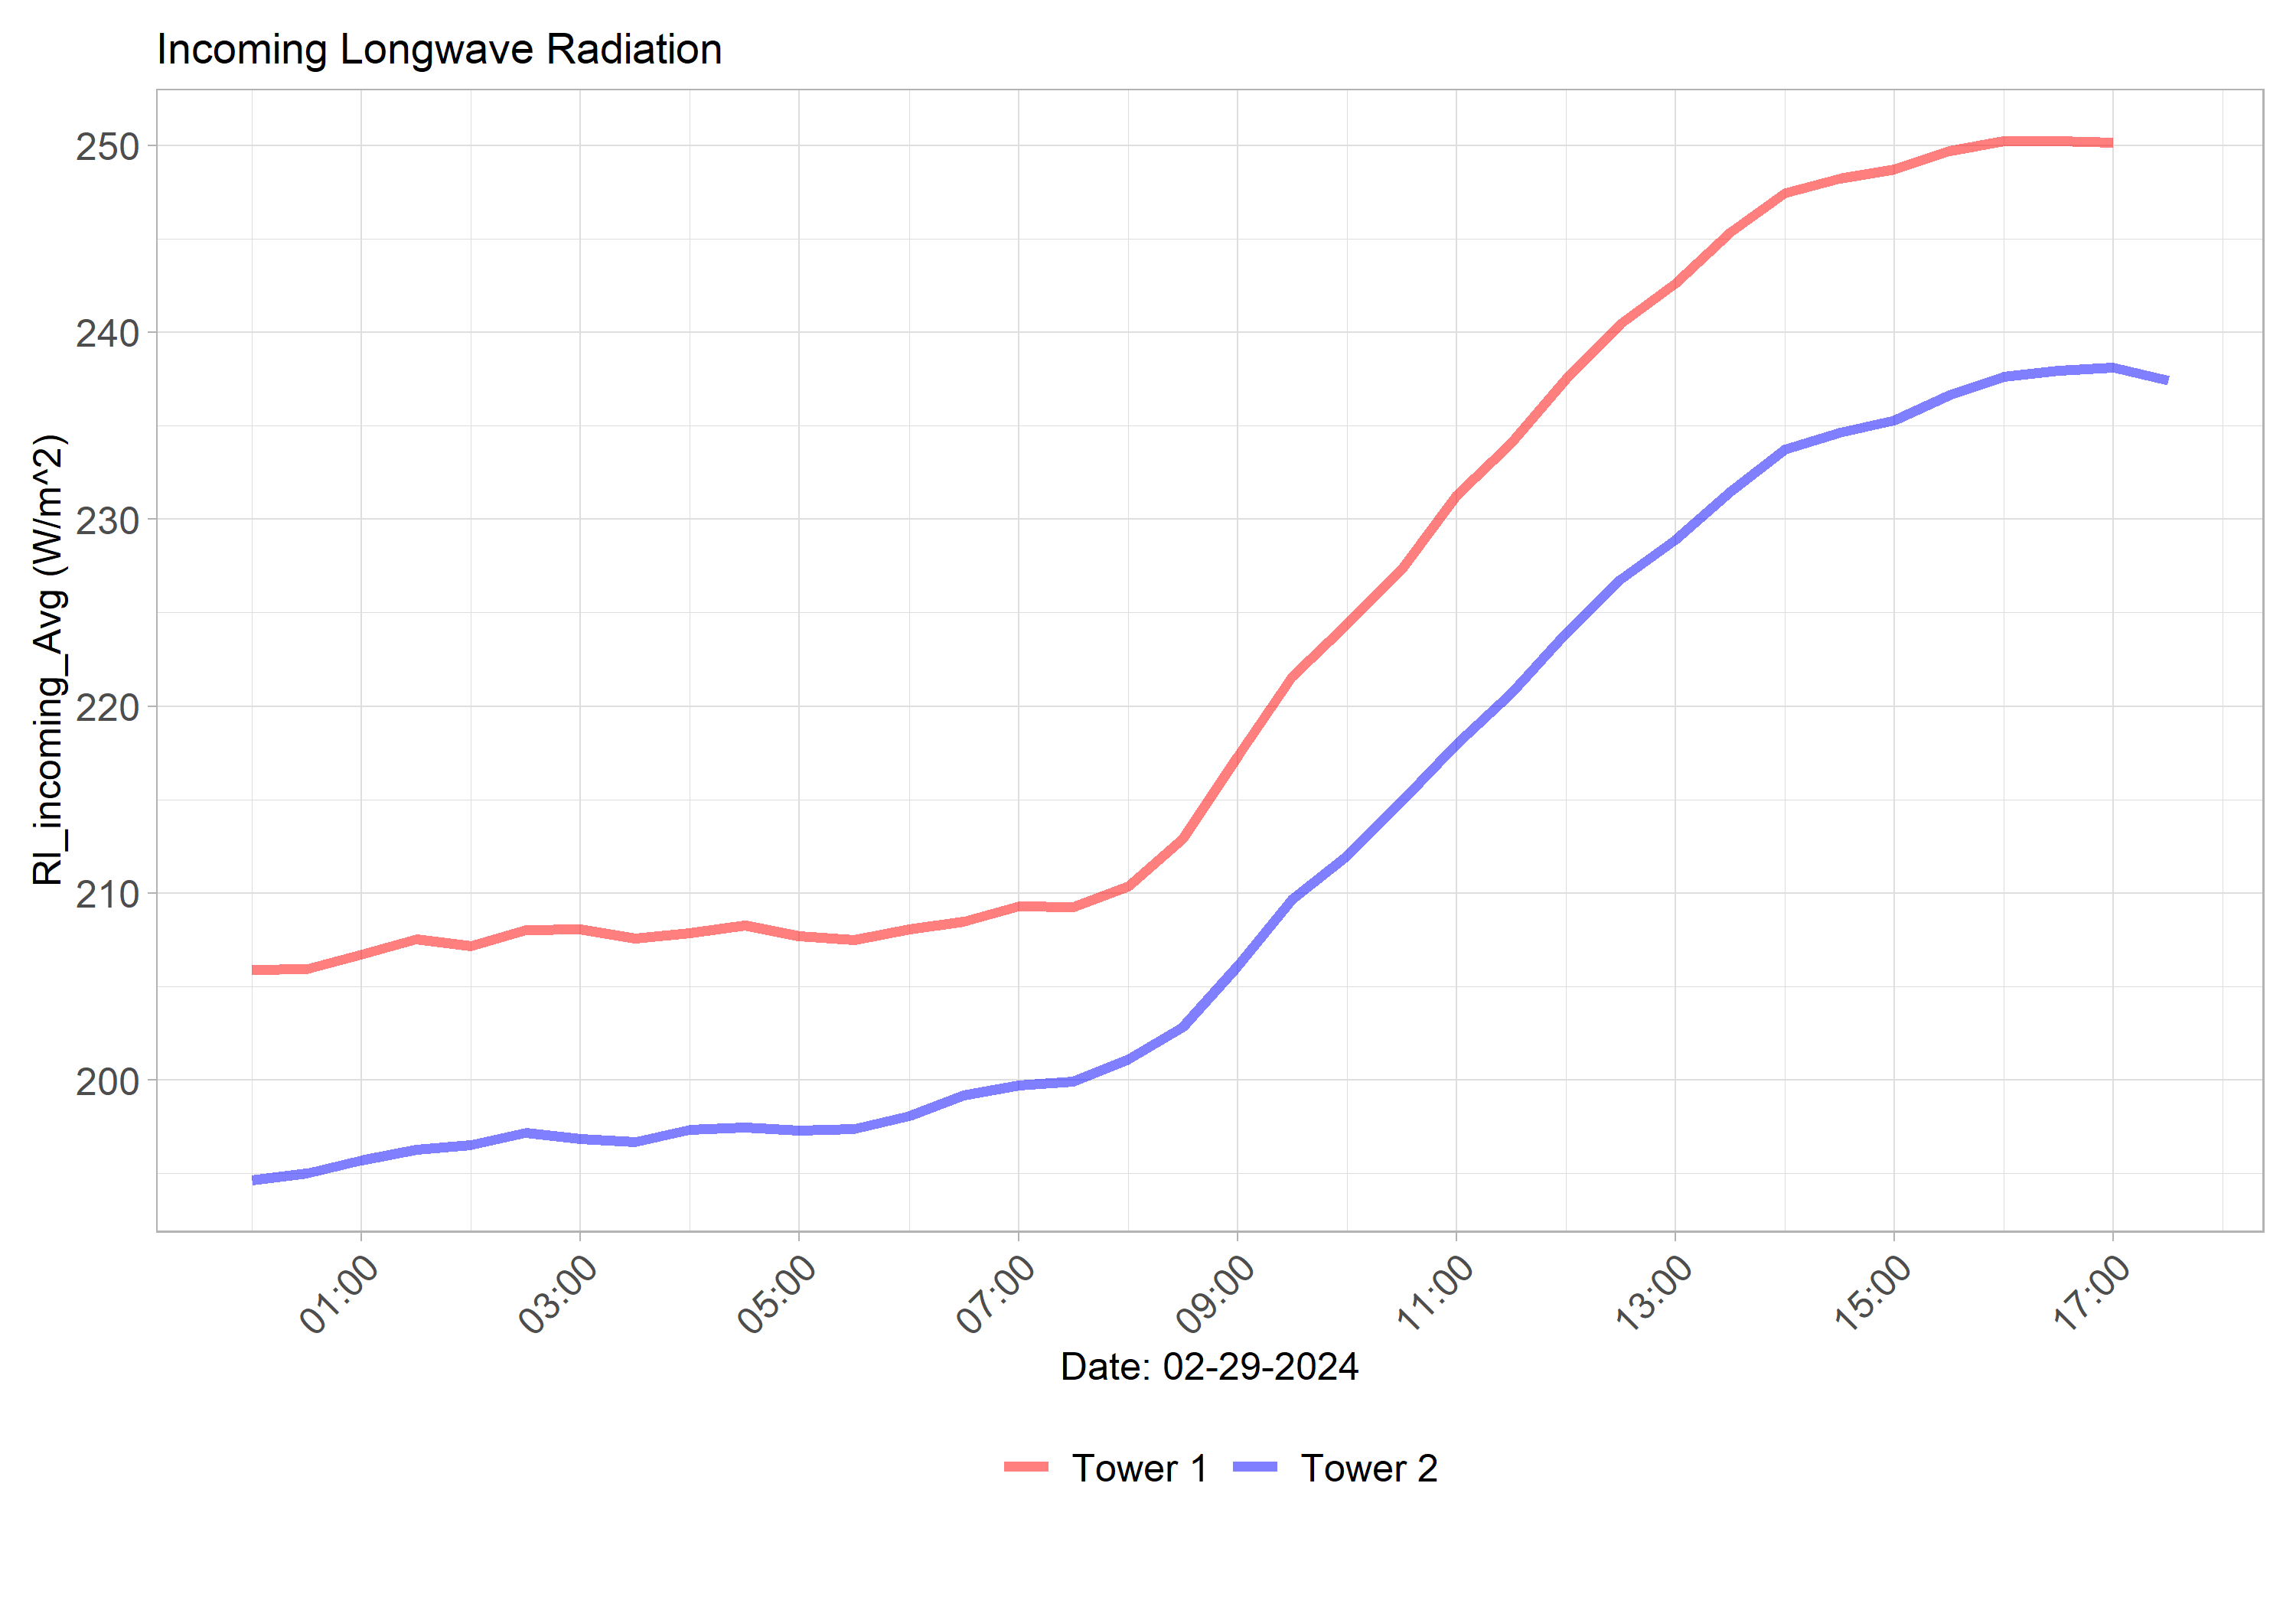 Incoming Longwave Radiation
Rl_incoming_Avg (W/m^2)
250
240
230
220
210
200
01:00 03:00 05:00 07:00 09:00 11:00 13:00 15:00 17:00
Date: 02-29-2024
Tower 1 Tower 2